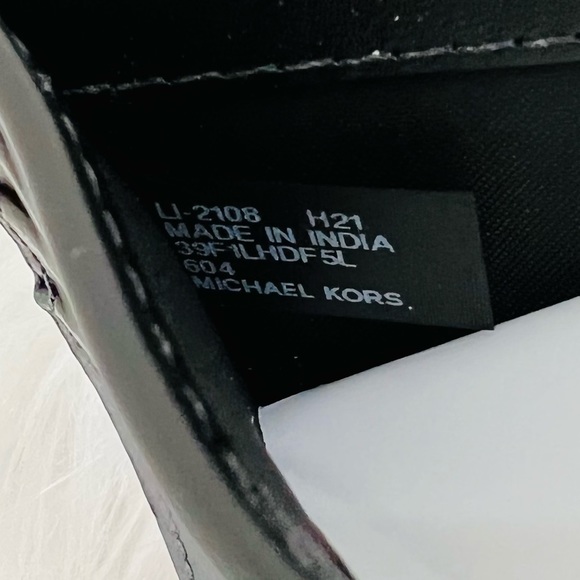 LI-2108 H21
MADE IN INDIA
39F1LHDF5L
604
MICHAEL KORS.